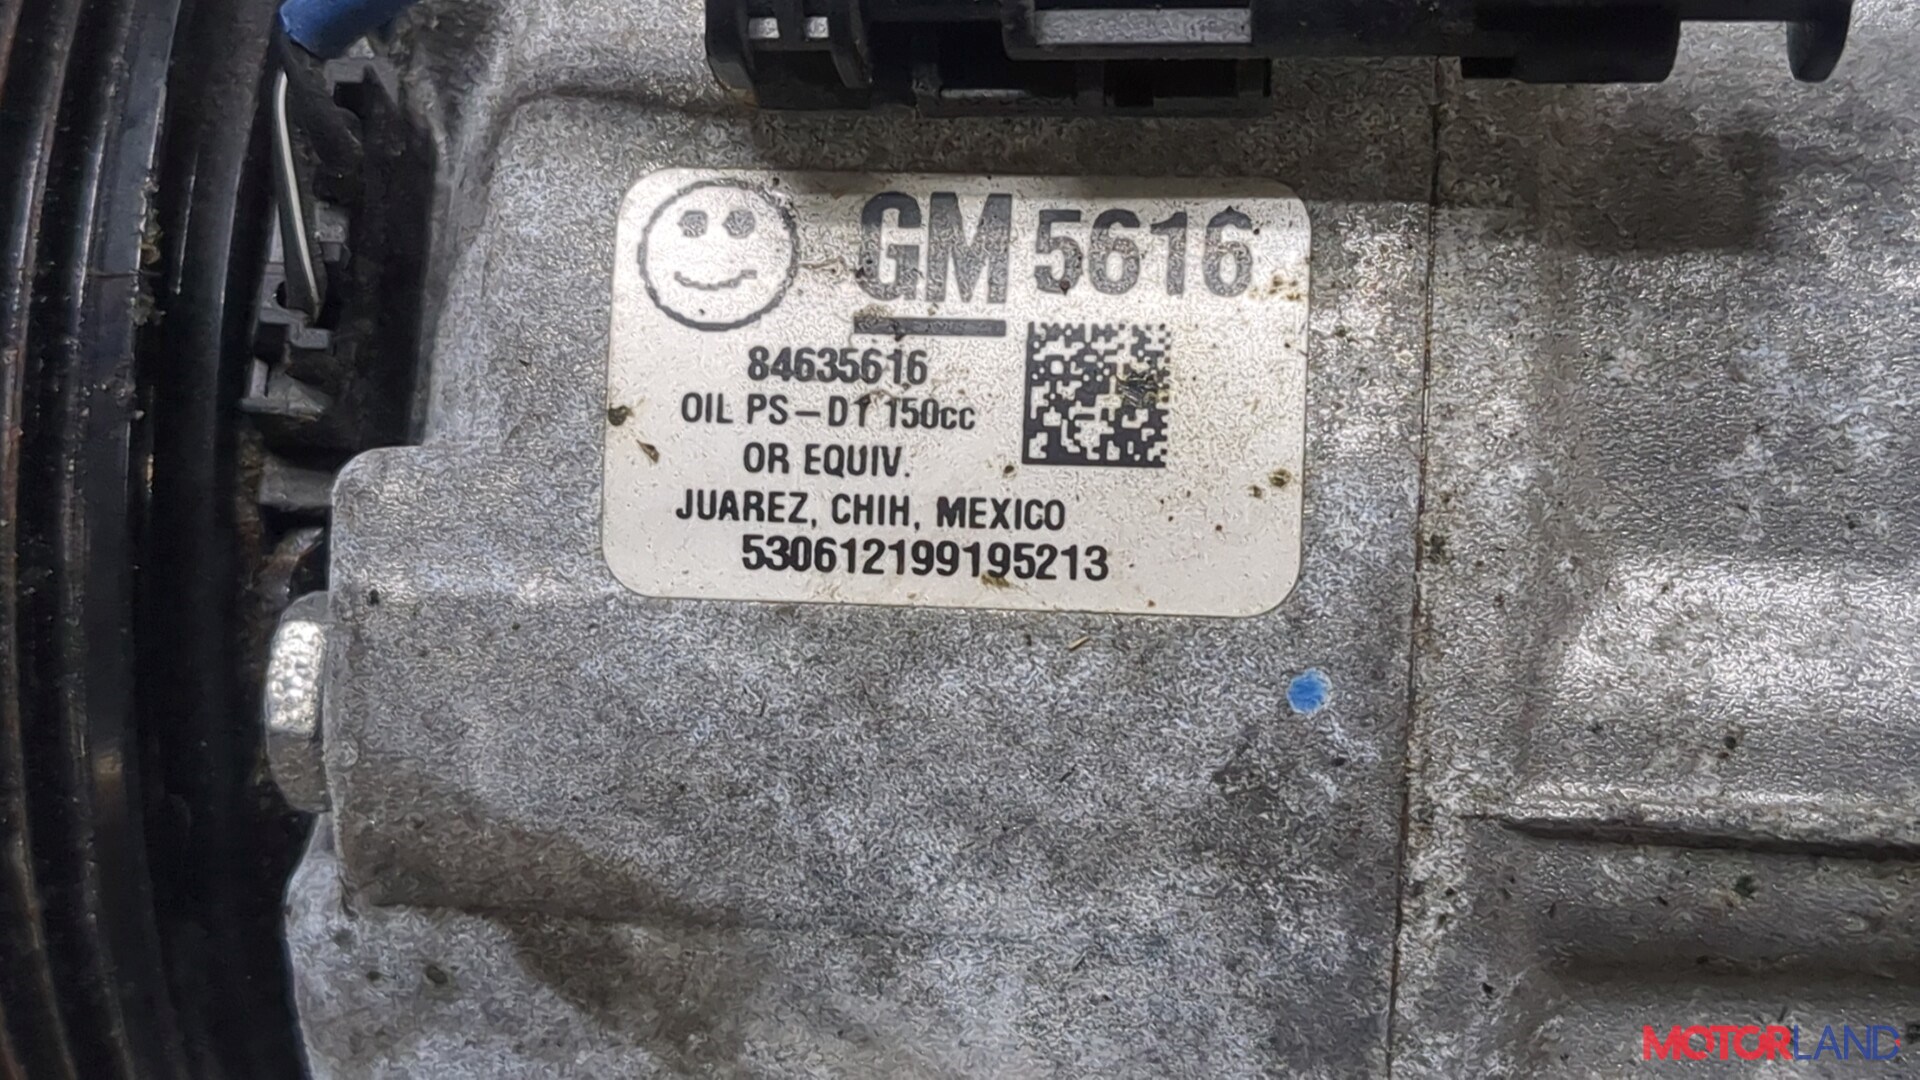 GM 5616
84635616
OIL PS-D1 150cc
OR EQUIV.
JUAREZ, CHIH, MEXICO
530612199195213
MOTORLAND